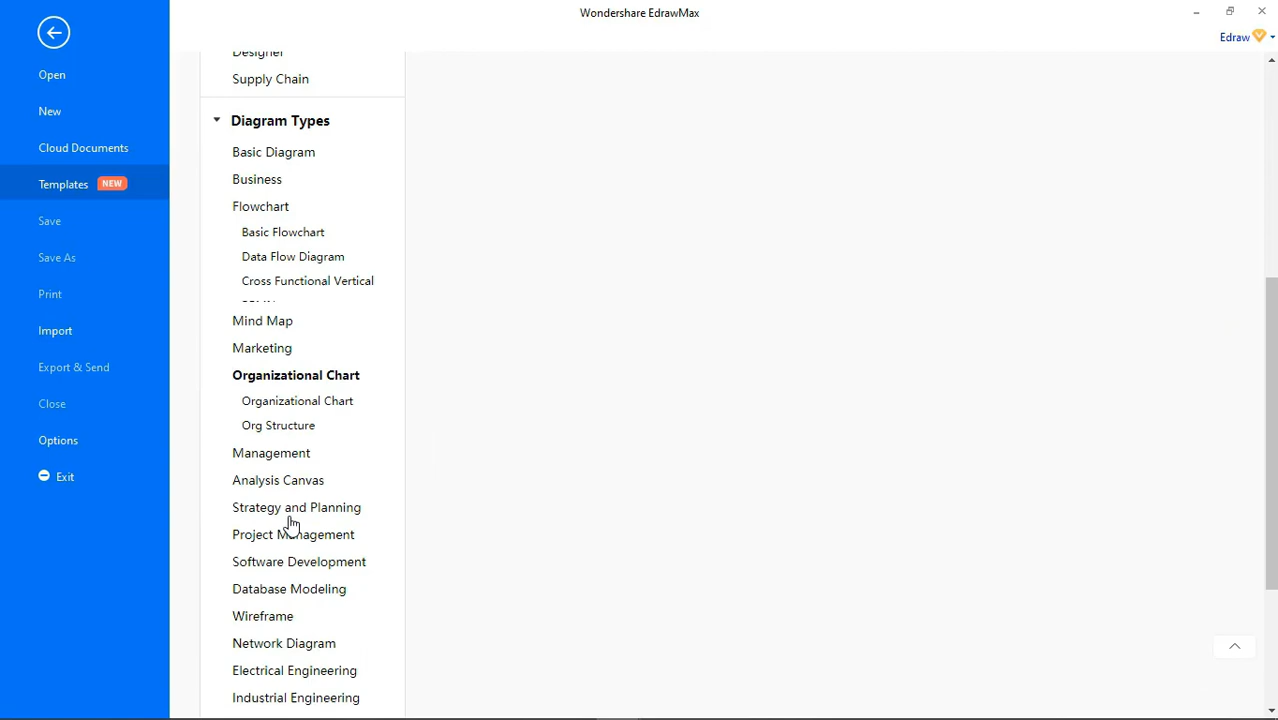 Wondershare EdrawMax
Edraw
Open
New
Cloud Documents
Templates NEW
Save
Save As
Print
Import
Export & Send
Close
Options
Exit
Designer
Supply Chain
Diagram Types
Basic Diagram
Business
Flowchart
Basic Flowchart
Data Flow Diagram
Cross Functional Vertical
Mind Map
Marketing
Organizational Chart
Organizational Chart
Org Structure
Management
Analysis Canvas
Strategy and Planning
Project Management
Software Development
Database Modeling
Wireframe
Network Diagram
Electrical Engineering
Industrial Engineering